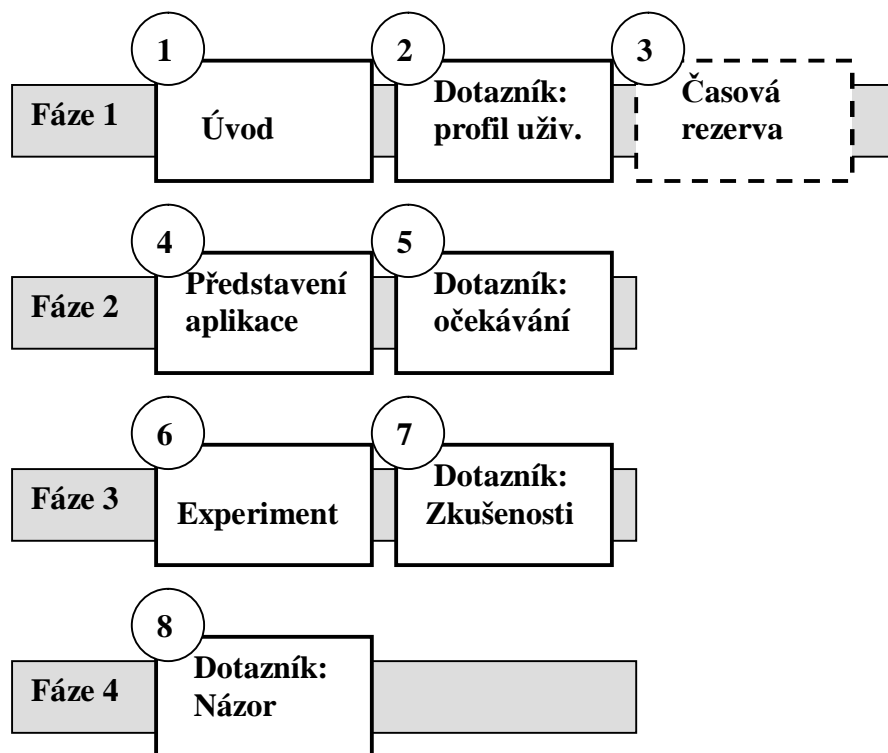 1
2
3
Fáze 1
Úvod
Dotazník:
profil uživ.
Časová
rezerva
4
5
Fáze 2
Představení
aplikace
Dotazník:
očekávání
6
7
Fáze 3
Experiment
Dotazník:
Zkušenosti
8
Fáze 4
Dotazník:
Názor